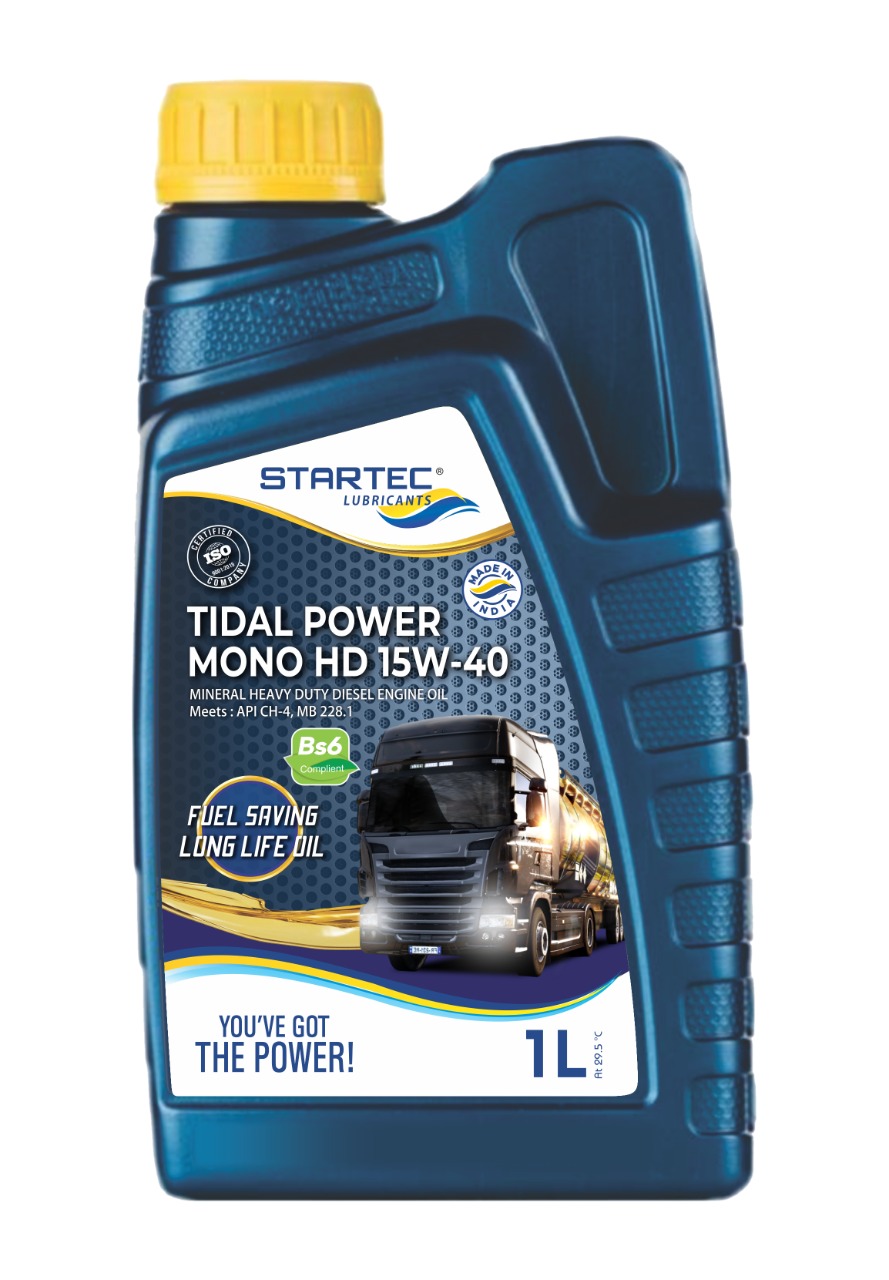 STARTEC®
LUBRICANTS
CERTIFIED
ISO
9001:2015
COMPANY
MADE IN
INDIA
TIDAL POWER
MONO HD 15W-40
MINERAL HEAVY DUTY DIESEL ENGINE OIL
Meets : API CH-4, MB 228.1
Bs6
Complient
FUEL SAVING
LONG LIFE OIL
YOU'VE GOT
THE POWER!
1L
At 29.5 °C